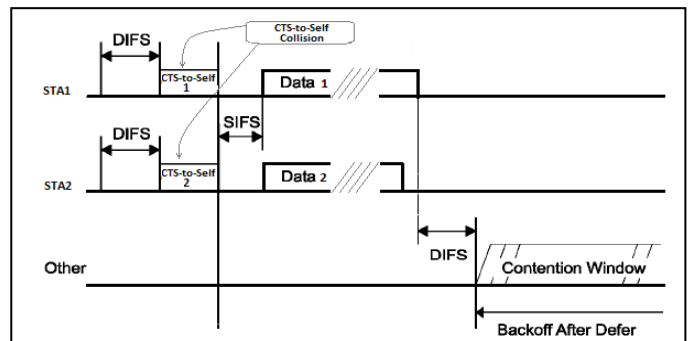 CTS-to-Self
Collision
DIFS
CTS-to-Self
1
Data 1
STA1
SIFS
DIFS
CTS-to-Self
2
Data 2
STA2
DIFS
Other
Contention Window
Backoff After Defer